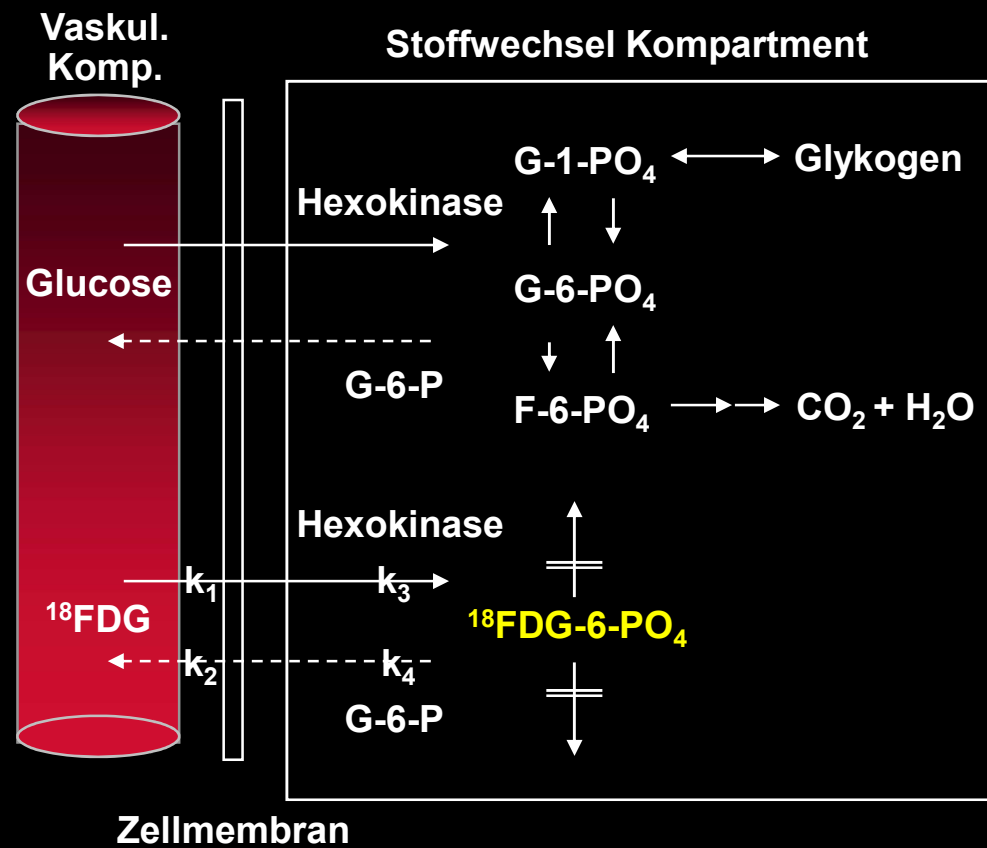 Vaskul.
Komp.
Stoffwechsel Kompartment
G-1-PO₄
Glykogen
Hexokinase
Glucose
G-6-PO₄
G-6-P
F-6-PO₄
CO₂ + H₂O
Hexokinase
k₁
k₃
¹⁸FDG
¹⁸FDG-6-PO₄
k₂
k₄
G-6-P
Zellmembran